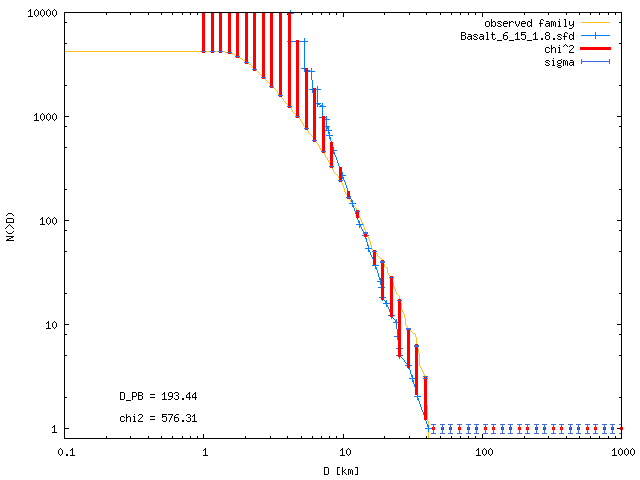 10000
1000
100
10
1
N(>D)
observed family
Basalt_6_15_1.8.sfd
chi^2
sigma
D_PB = 193.44
chi2 = 576.31
0.1 1 10 100 1000
D [km]